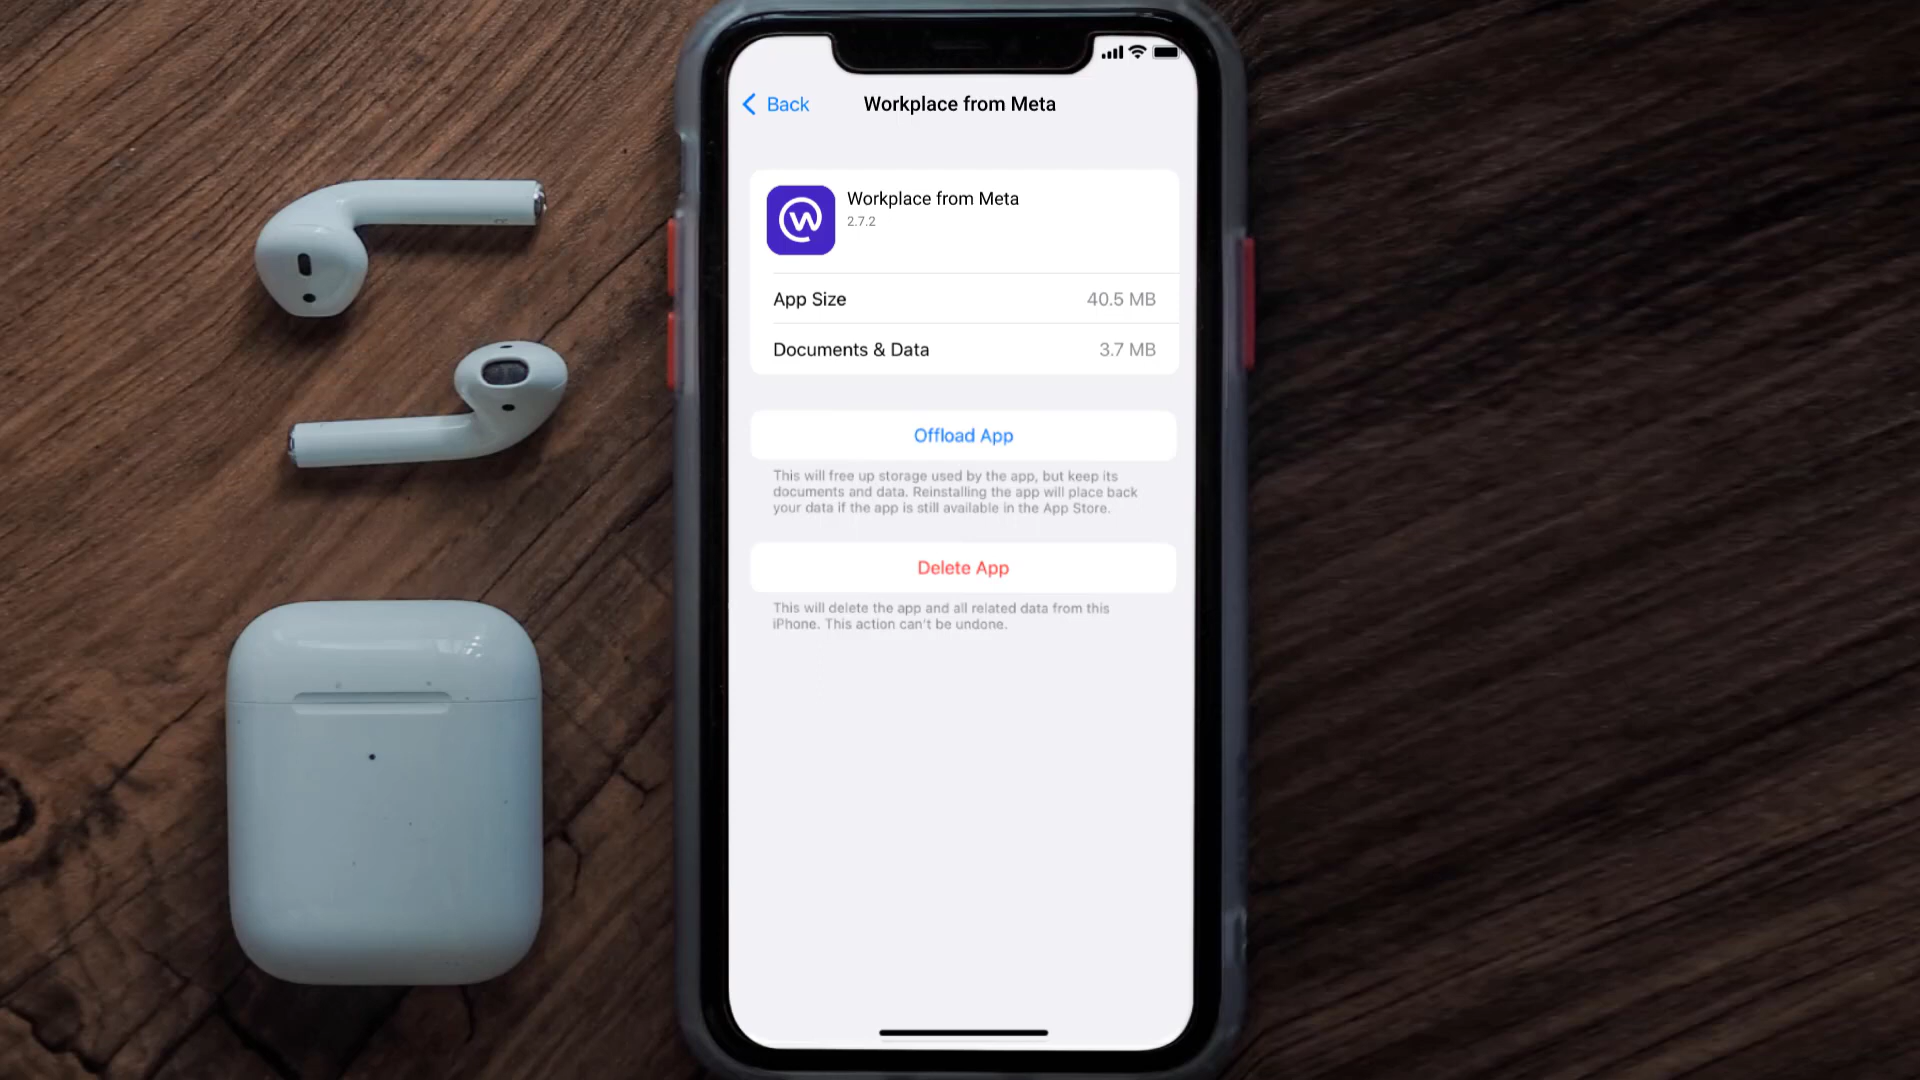 Back
Workplace from Meta
Workplace from Meta
2.7.2
App Size
40.5 MB
Documents & Data
3.7 MB
Offload App
This will free up storage used by the app, but keep its
documents and data. Reinstalling the app will place back
your data if the app is still available in the App Store.
Delete App
This will delete the app and all related data from this
iPhone. This action can't be undone.